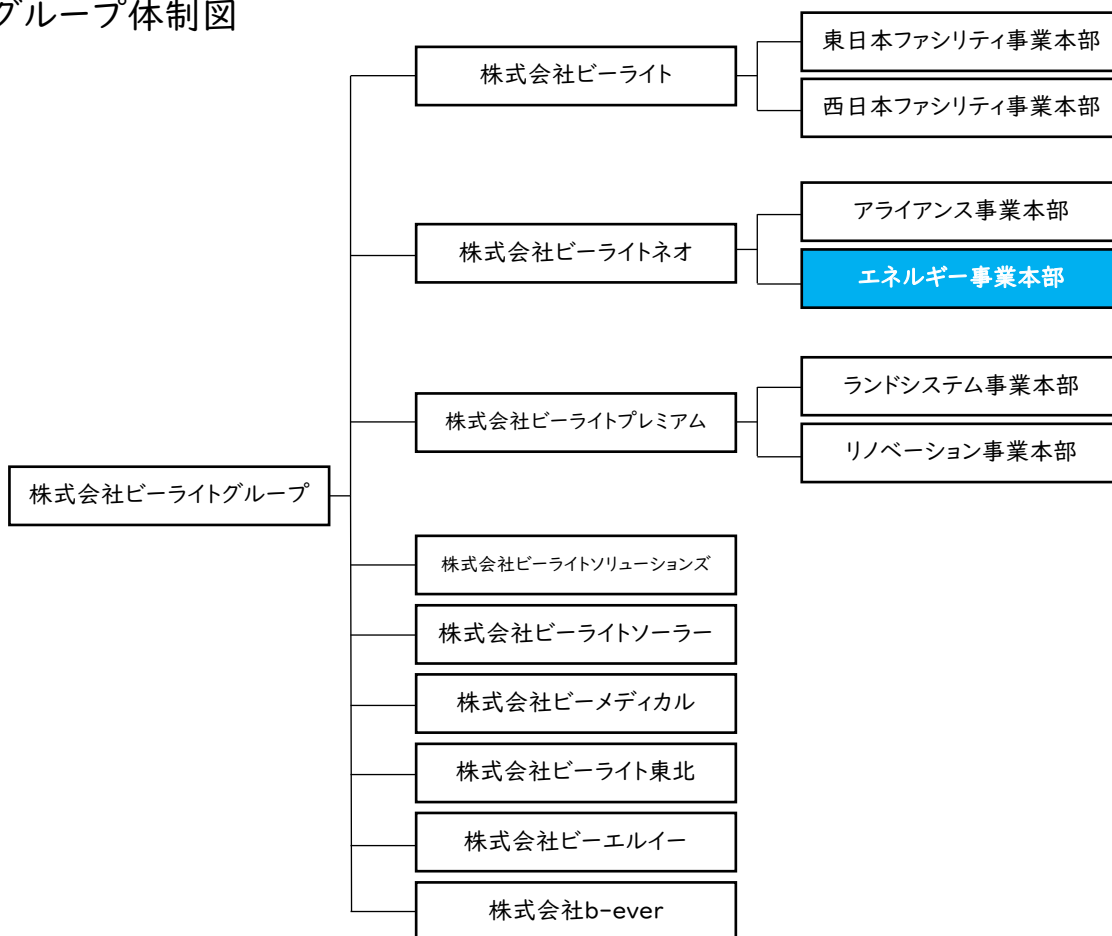 グループ体制図
株式会社ビーライト
東日本ファシリティ事業本部
西日本ファシリティ事業本部
株式会社ビーライトネオ
アライアンス事業本部
エネルギー事業本部
株式会社ビーライトプレミアム
ランドシステム事業本部
リノベーション事業本部
株式会社ビーライトグループ
株式会社ビーライトソリューションズ
株式会社ビーライトソーラー
株式会社ビーメディカル
株式会社ビーライト東北
株式会社ビーエルイー
株式会社b-ever